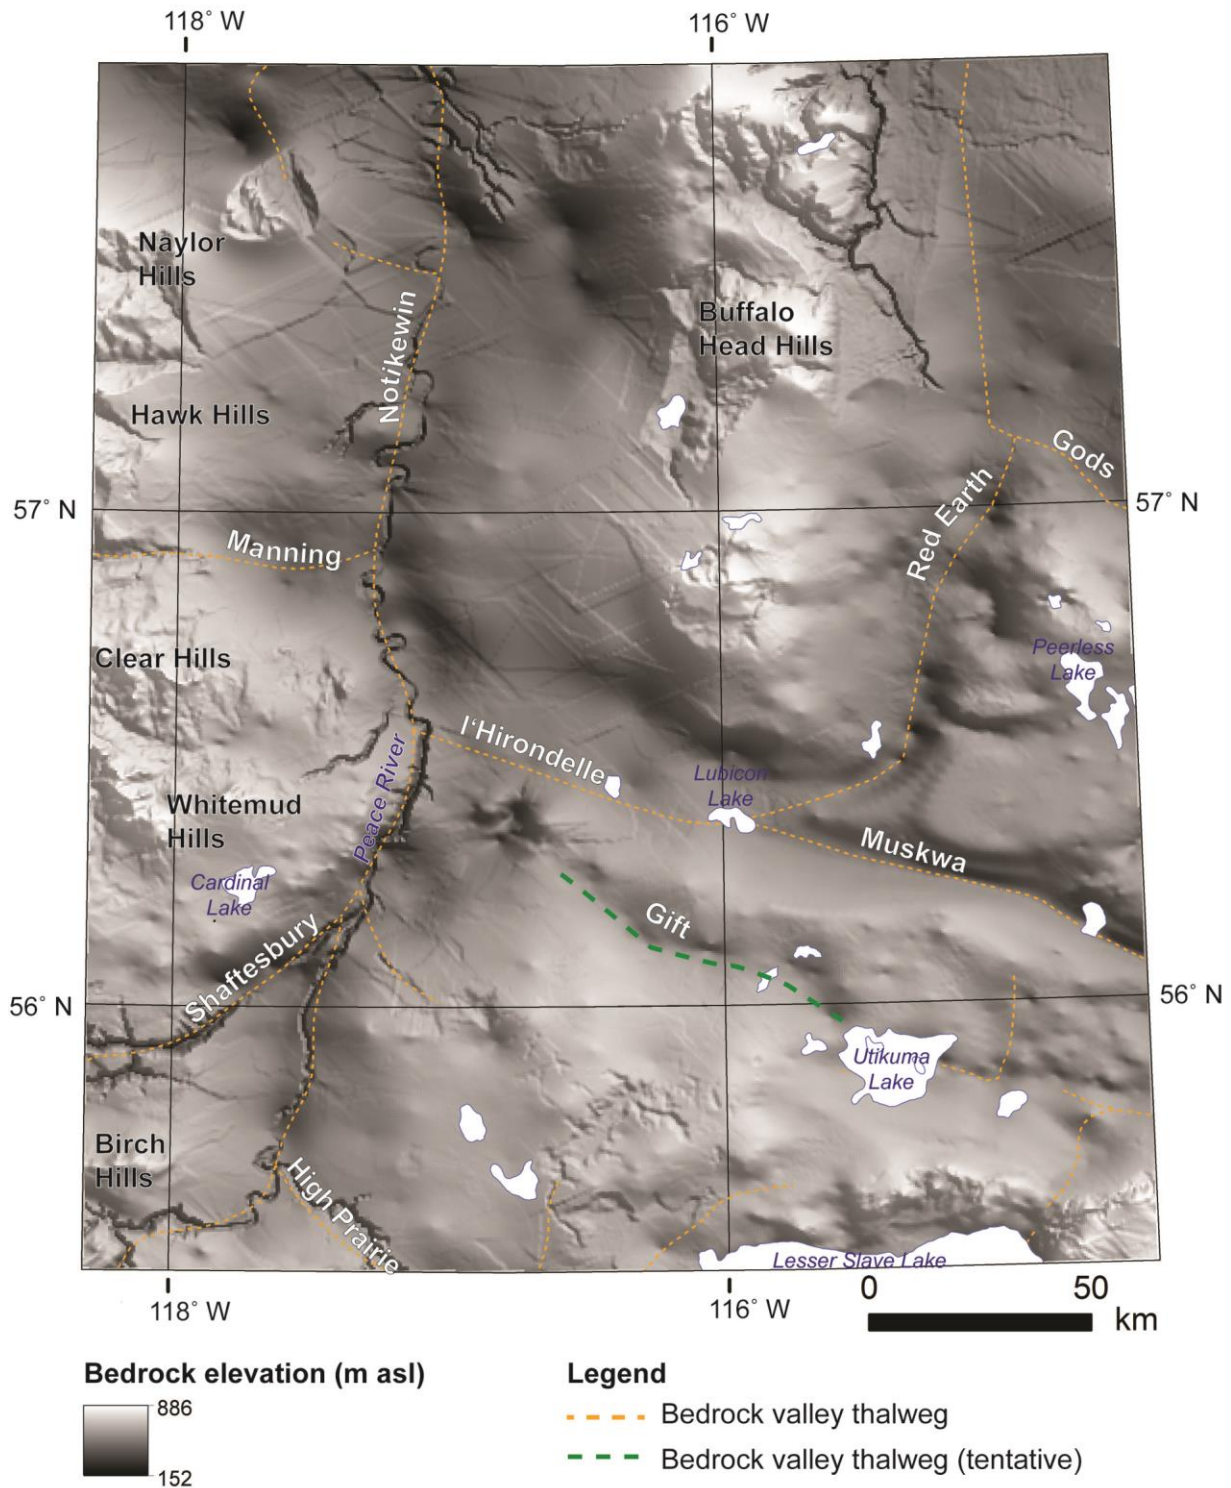 118° W
116° W
Naylor
Hills
Notikewin
Buffalo
Head Hills
Hawk Hills
Gods
57° N
57° N
Red Earth
Manning
Clear Hills
Peerless
Lake
l‘Hirondelle
Peace River
Lubicon
Lake
Whitemud
Hills
Muskwa
Cardinal
Lake
Gift
Shaftesbury
56° N
56° N
Utikuma
Lake
Birch
Hills
High Prairie
Lesser Slave Lake
118° W
116° W
0 50
km
Bedrock elevation (m asl)
886
152
Legend
Bedrock valley thalweg
Bedrock valley thalweg (tentative)